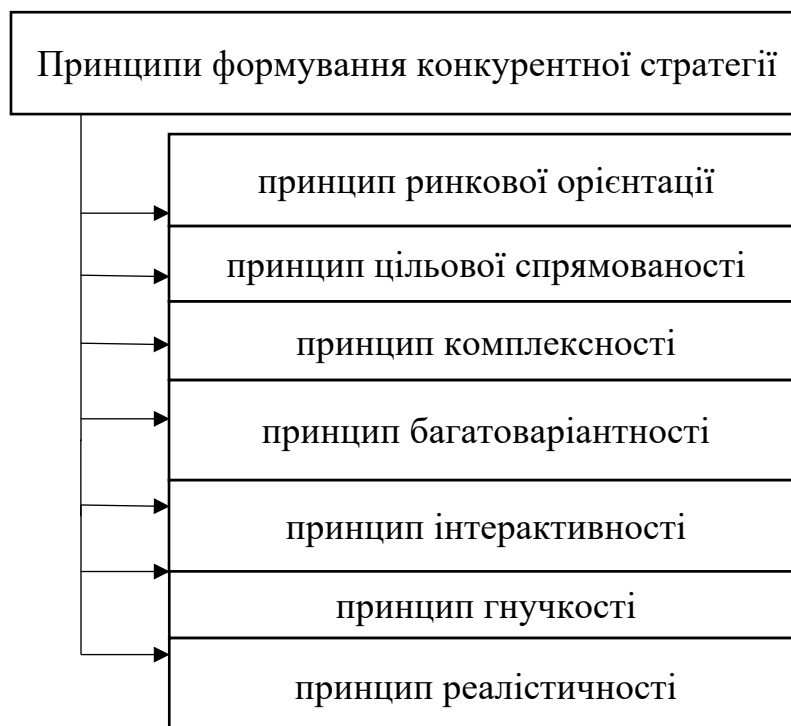 Принципи формування конкурентної стратегії
принцип ринкової орієнтації
принцип цільової спрямованості
принцип комплексності
принцип багатоваріантності
принцип інтерактивності
принцип гнучкості
принцип реалістичності